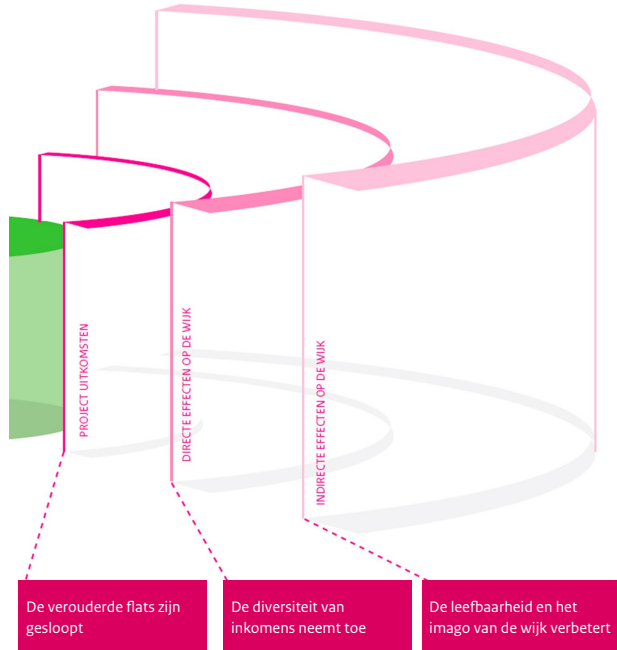 PROJECT UITKOMSTEN
DIRECTE EFFECTEN OP DE WIJK
INDIRECTE EFFECTEN OP DE WIJK
De verouderde flats zijn
gesloopt
De diversiteit van
inkomens neemt toe
De leefbaarheid en het
imago van de wijk verbetert